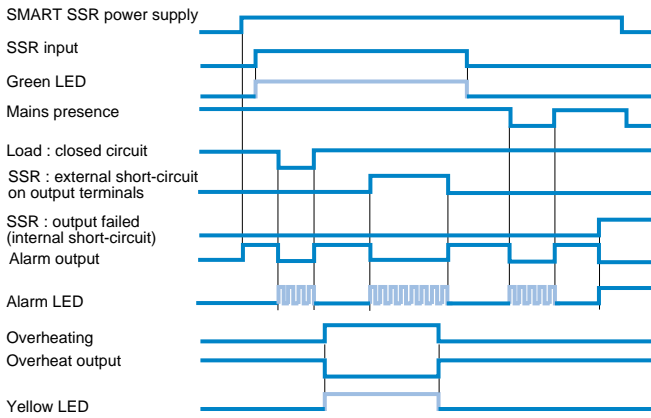 SMART SSR power supply
SSR input
Green LED
Mains presence
Load : closed circuit
SSR : external short-circuit
on output terminals
SSR : output failed
(internal short-circuit)
Alarm output
Alarm LED
Overheating
Overheat output
Yellow LED